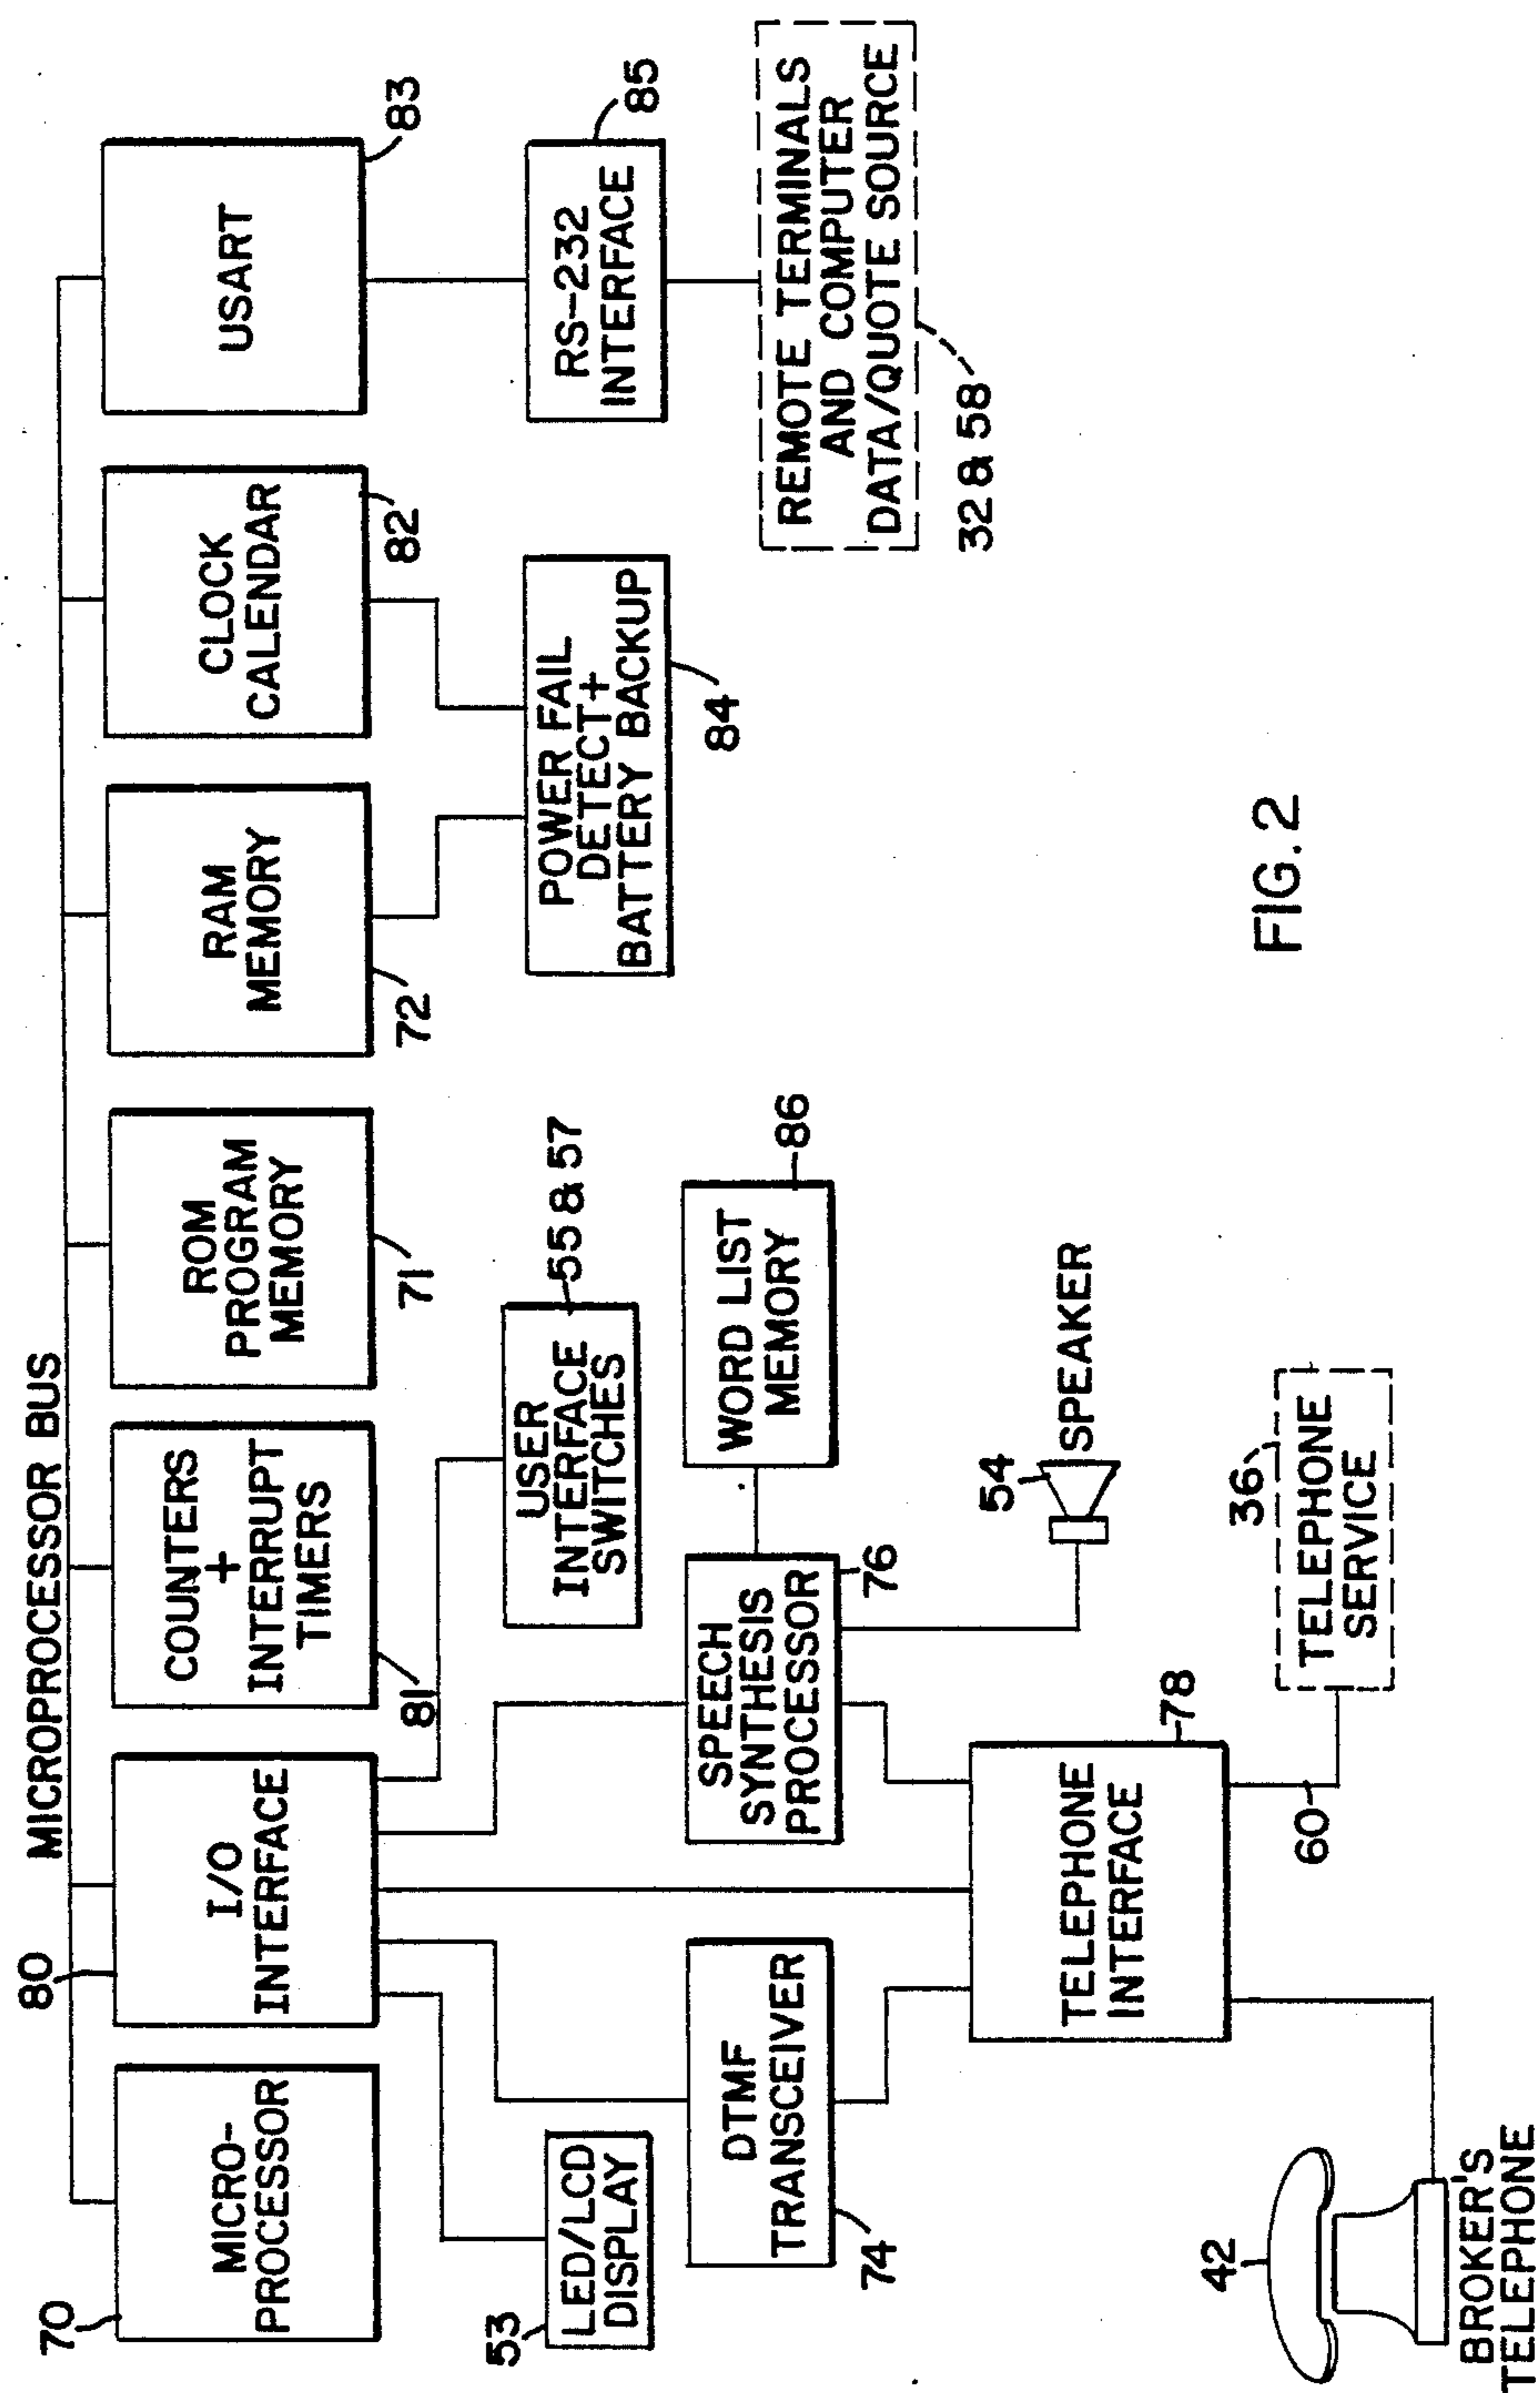 MICROPROCESSOR BUS
70
MICRO-
PROCESSOR
80
I/O
INTERFACE
81
COUNTERS
+
INTERRUPT
TIMERS
71
ROM
PROGRAM
MEMORY
72
RAM
MEMORY
82
CLOCK
CALENDAR
83
USART
53
LED/LCD
DISPLAY
USER
INTERFACE
SWITCHES
55 & 57
POWER FAIL
DETECT +
BATTERY BACKUP
84
RS-232
INTERFACE
85
DTMF
TRANSCEIVER
74
SPEECH
SYNTHESIS
PROCESSOR
76
WORD LIST
MEMORY
86
REMOTE TERMINALS
AND COMPUTER
DATA/QUOTE SOURCE
32 & 58
54
SPEAKER
TELEPHONE
INTERFACE
78
60
36
TELEPHONE
SERVICE
42
BROKER'S
TELEPHONE
FIG. 2